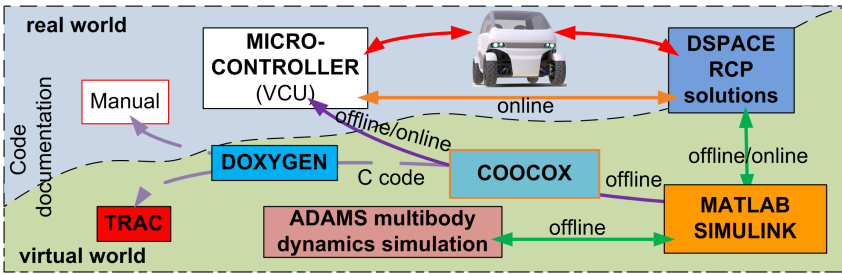 real world
MICRO-
CONTROLLER
(VCU)
DSPACE
RCP
solutions
Manual
online
Code
documentation
offline/online
offline/online
DOXYGEN
C code
COOCOX
offline
TRAC
ADAMS multibody
dynamics simulation
offline
MATLAB
SIMULINK
virtual world